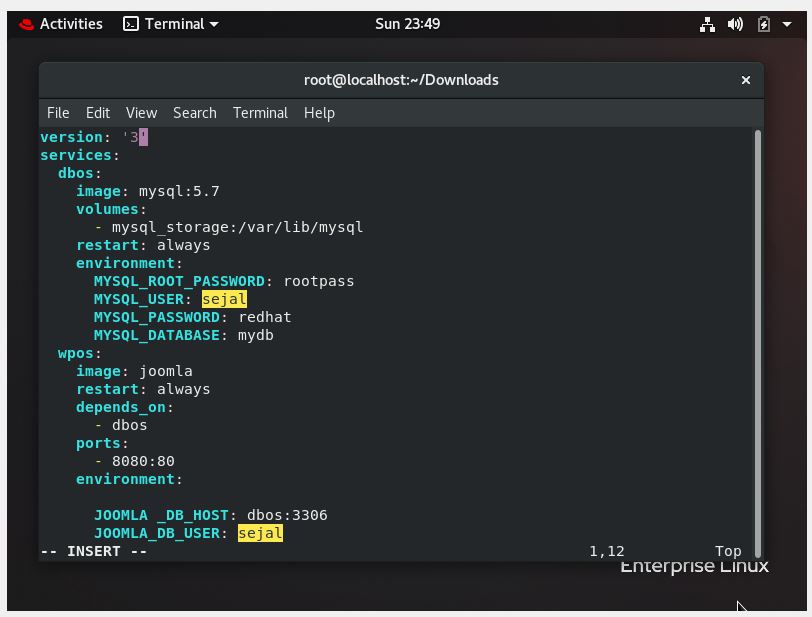 Activities Terminal Sun 23:49
root@localhost:~/Downloads ×
File Edit View Search Terminal Help
version: '3'
services:
  dbos:
    image: mysql:5.7
    volumes:
      - mysql_storage:/var/lib/mysql
    restart: always
    environment:
      MYSQL_ROOT_PASSWORD: rootpass
      MYSQL_USER: sejal
      MYSQL_PASSWORD: redhat
      MYSQL_DATABASE: mydb
  wpos:
    image: joomla
    restart: always
    depends_on:
      - dbos
    ports:
      - 8080:80
    environment:
      JOOMLA _DB_HOST: dbos:3306
      JOOMLA_DB_USER: sejal
-- INSERT -- 1,12 Top
Enterprise Linux